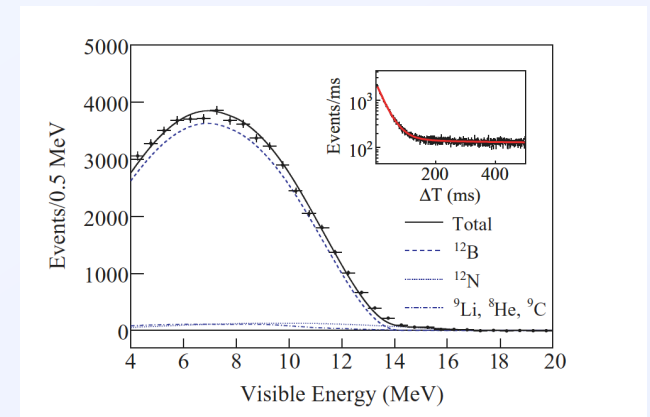 5000
4000
3000
2000
1000
0
Events/0.5 MeV
4 6 8 10 12 14 16 18 20
Visible Energy (MeV)
Events/ms
10³
10²
200 400
ΔT (ms)
Total
¹²B
¹²N
⁹Li, ⁸He, ⁹C